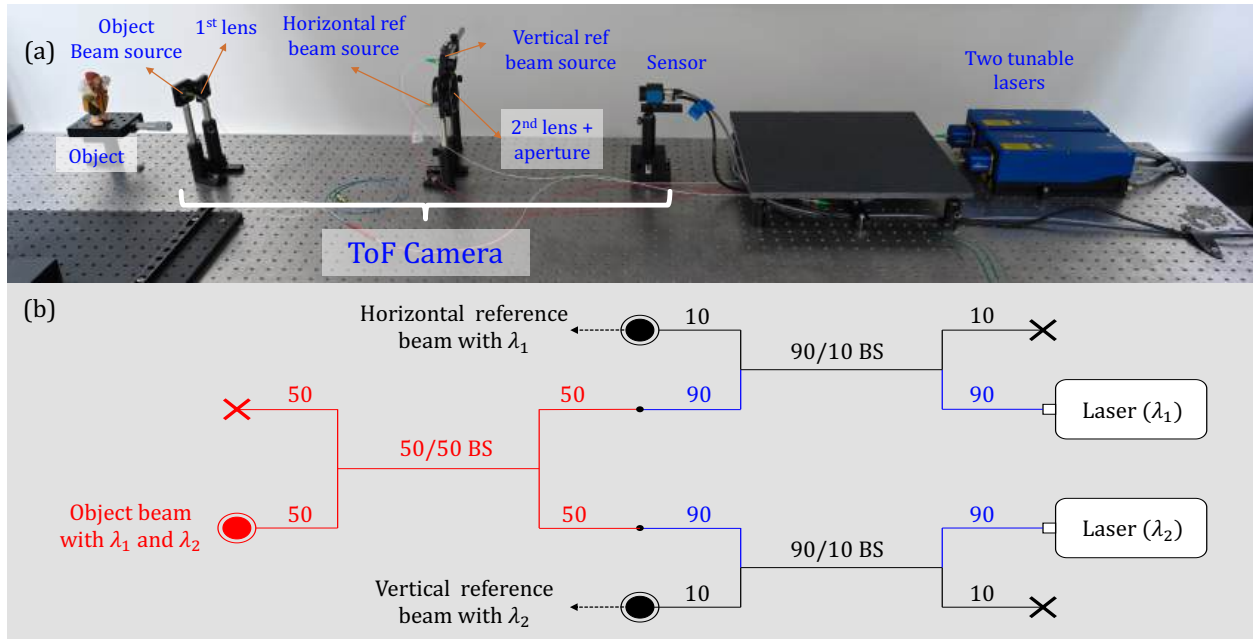 (a)
Object
Beam source
1st lens
Horizontal ref
beam source
Vertical ref
beam source
Sensor
Two tunable
lasers
2nd lens +
aperture
Object
ToF Camera
(b)
Horizontal reference
beam with λ1
10
90/10 BS
10
50
50
90
90
Laser (λ1)
50/50 BS
Object beam
with λ1 and λ2
50
50
90
90
Laser (λ2)
90/10 BS
Vertical reference
beam with λ2
10
10